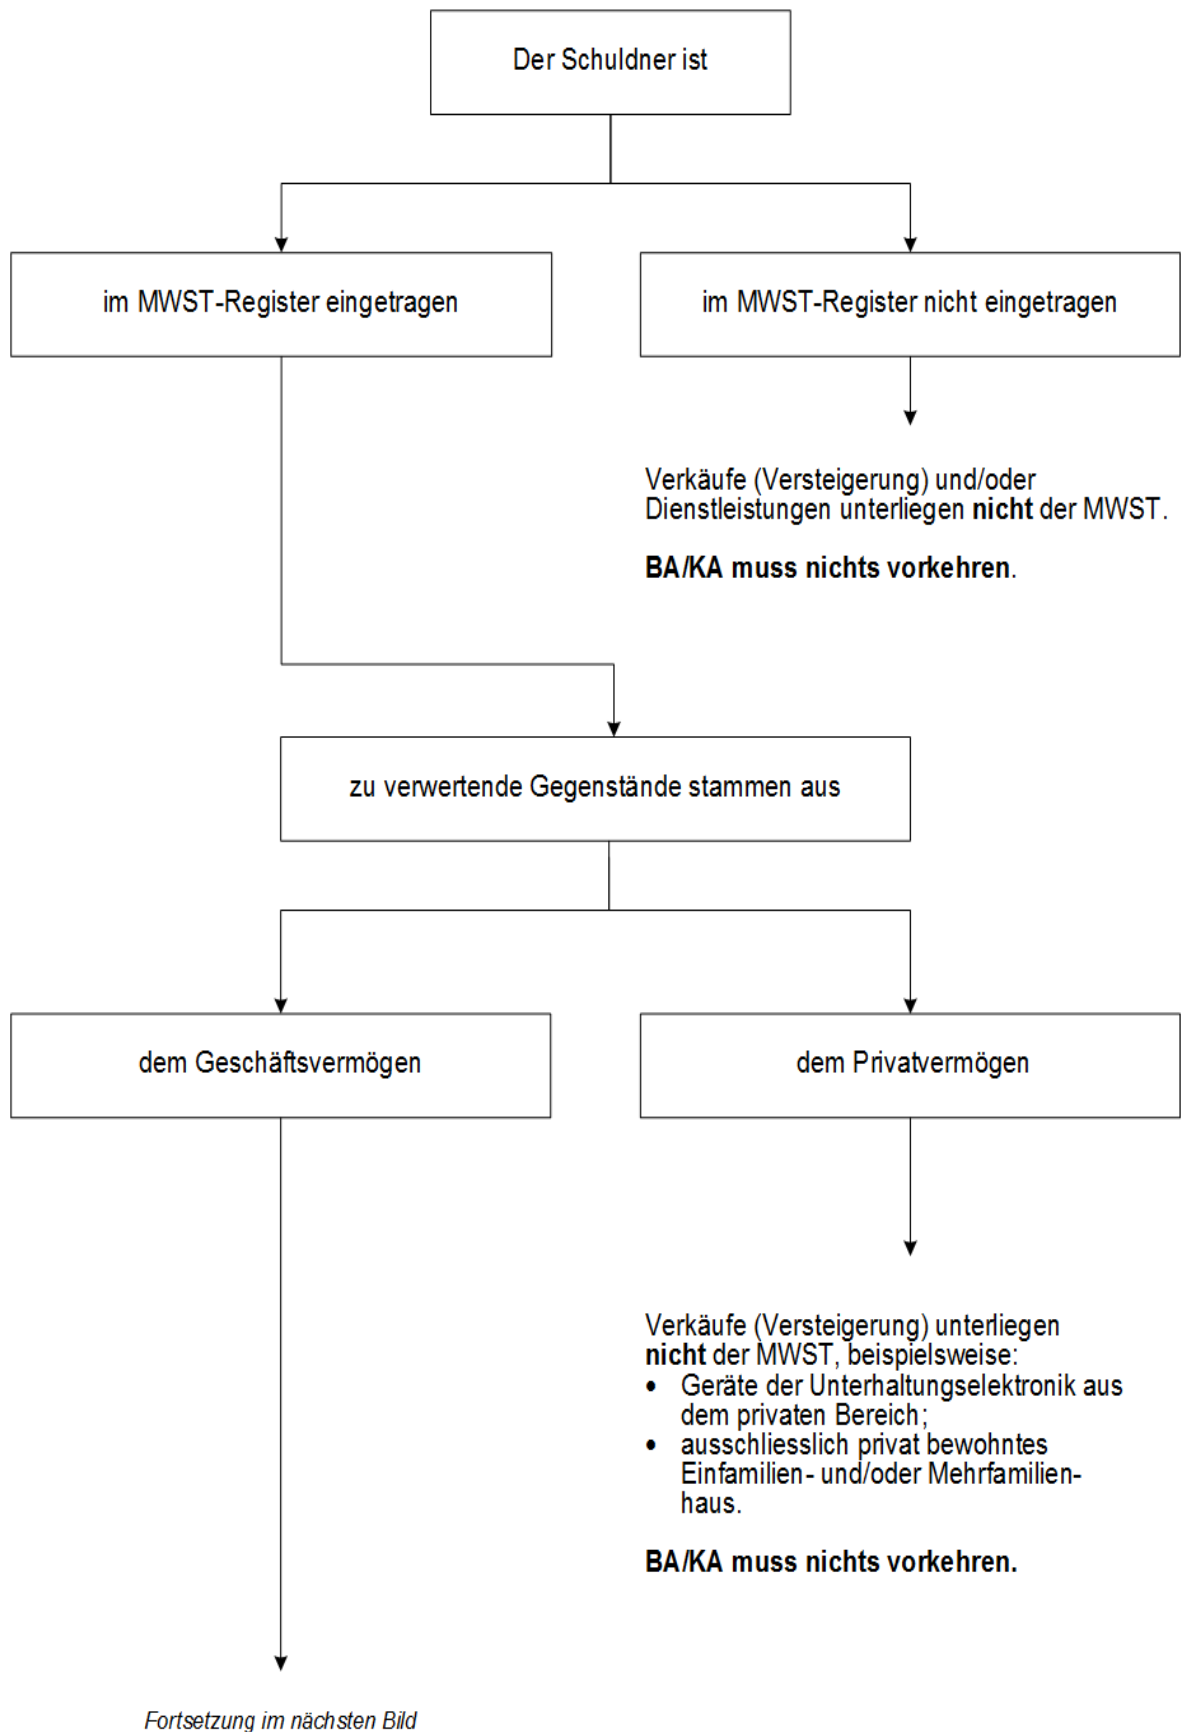 Der Schuldner ist
im MWST-Register eingetragen
im MWST-Register nicht eingetragen
Verkäufe (Versteigerung) und/oder
Dienstleistungen unterliegen nicht der MWST.
BA/KA muss nichts vorkehren.
zu verwertende Gegenstände stammen aus
dem Geschäftsvermögen
dem Privatvermögen
Verkäufe (Versteigerung) unterliegen
nicht der MWST, beispielsweise:
• Geräte der Unterhaltungselektronik aus
dem privaten Bereich;
• ausschliesslich privat bewohntes
Einfamilien- und/oder Mehrfamilien-
haus.
BA/KA muss nichts vorkehren.
Fortsetzung im nächsten Bild